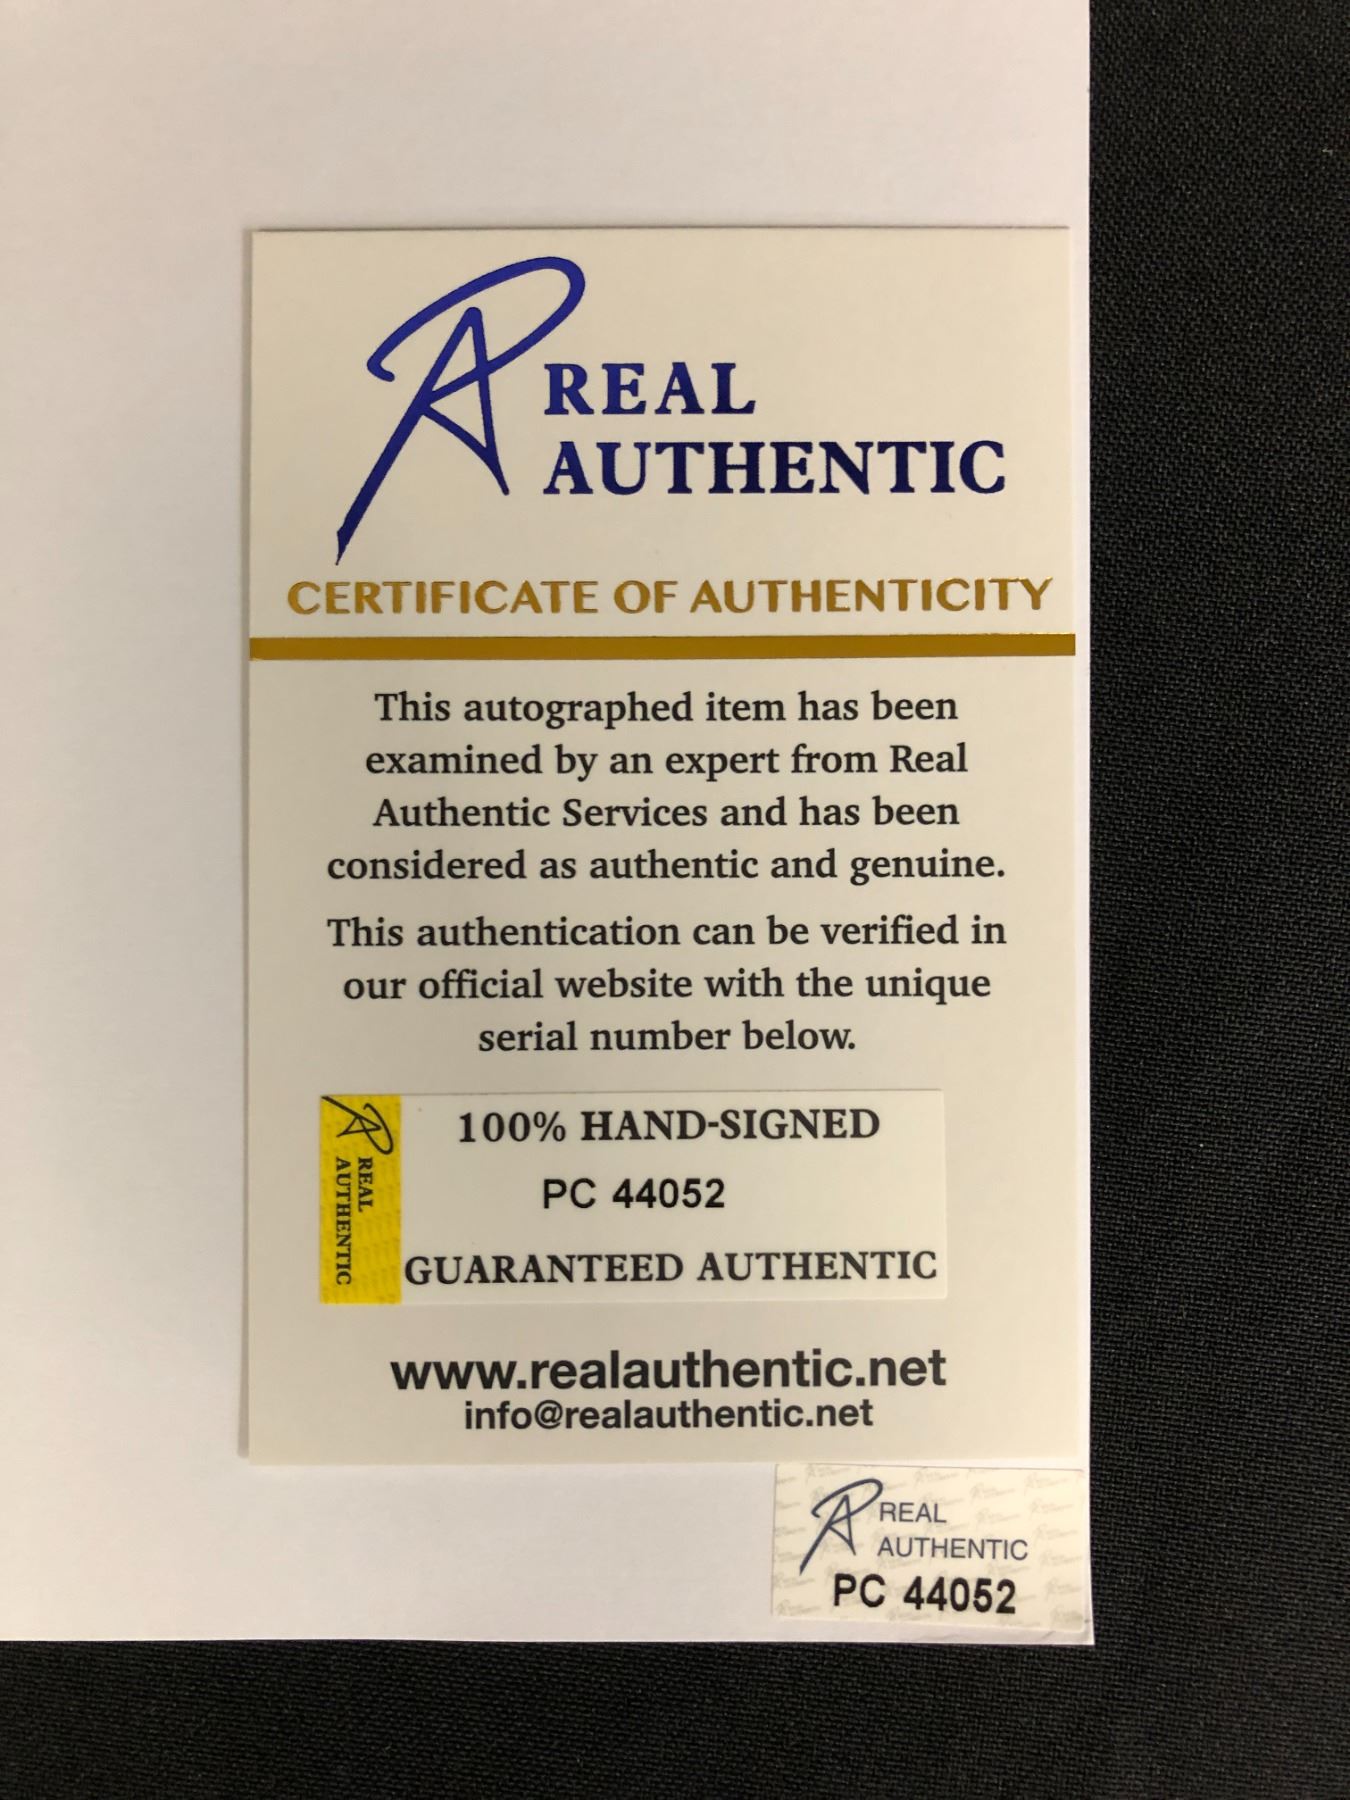 REAL
AUTHENTIC
CERTIFICATE OF AUTHENTICITY
This autographed item has been
examined by an expert from Real
Authentic Services and has been
considered as authentic and genuine.
This authentication can be verified in
our official website with the unique
serial number below.
REAL
AUTHENTIC
100% HAND-SIGNED
PC 44052
GUARANTEED AUTHENTIC
www.realauthentic.net
info@realauthentic.net
REAL
AUTHENTIC
PC 44052